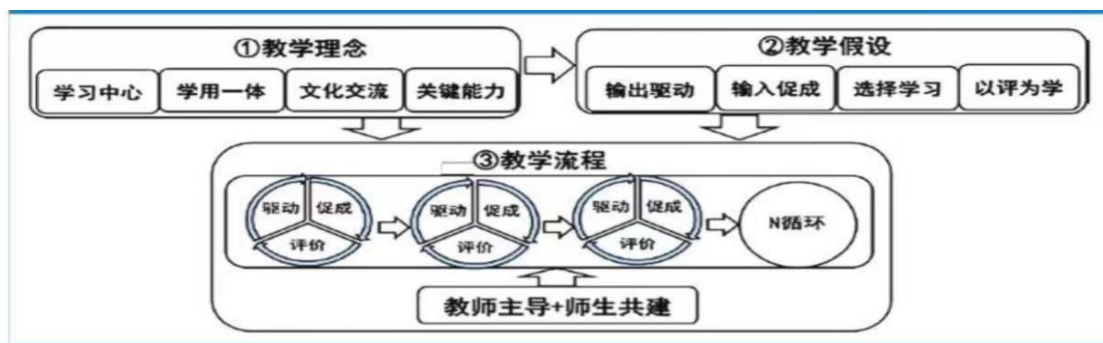 ①教学理念
学习中心 学用一体 文化交流 关键能力
②教学假设
输出驱动 输入促成 选择学习 以评为学
③教学流程
驱动 促成 评价
驱动 促成 评价
驱动 促成 评价
N循环
教师主导+师生共建